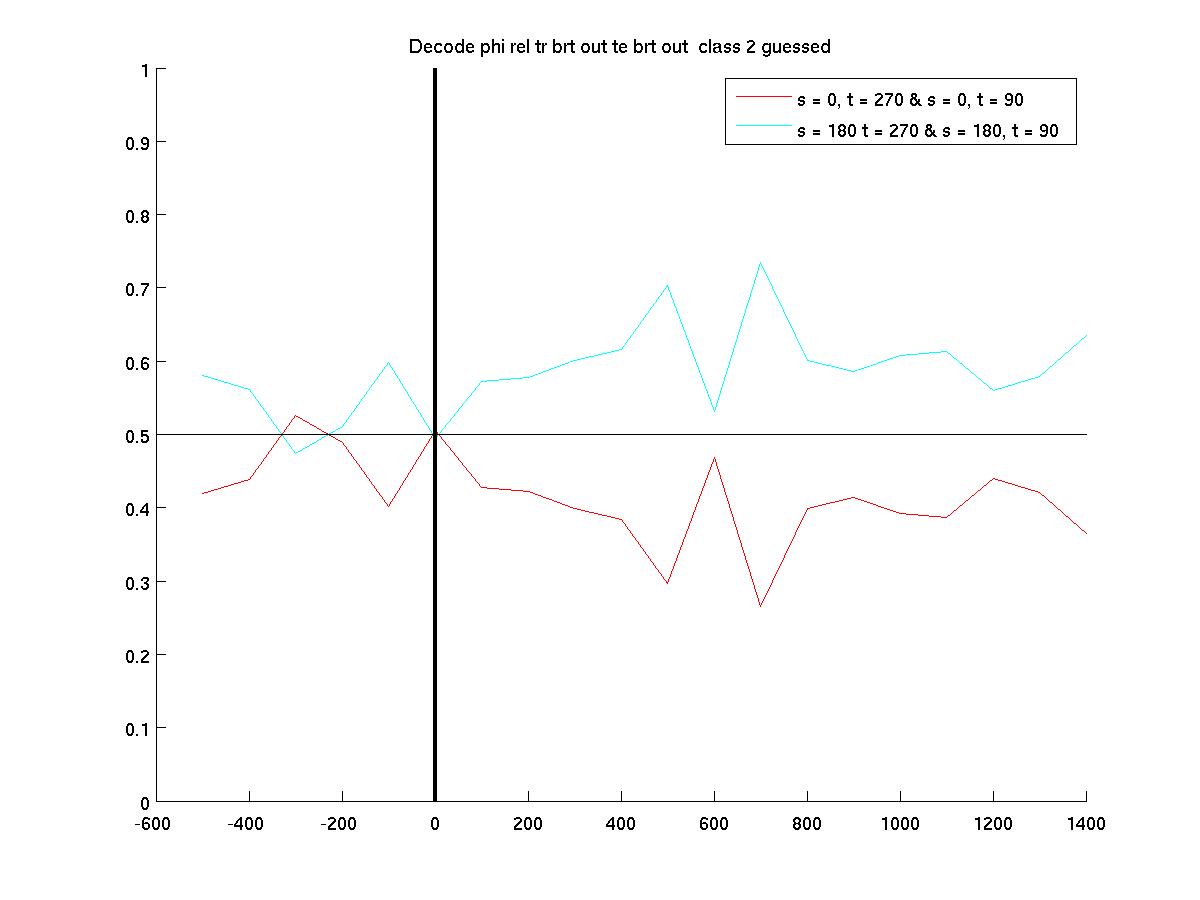 Decode phi rel tr brt out te brt out  class 2 guessed
s = 0, t = 270 & s = 0, t = 90
s = 180 t = 270 & s = 180, t = 90
1
0.9
0.8
0.7
0.6
0.5
0.4
0.3
0.2
0.1
0
-600 -400 -200 0 200 400 600 800 1000 1200 1400